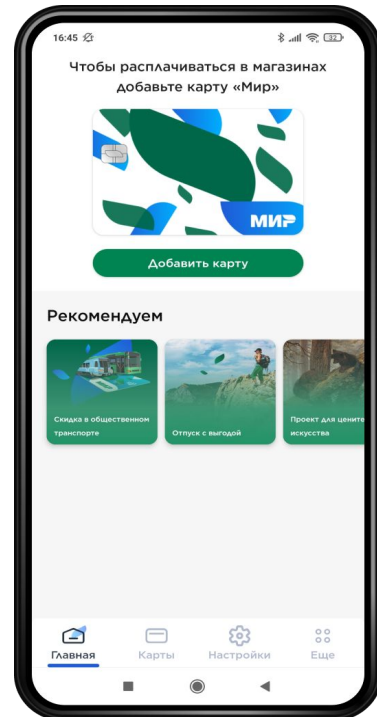 16:45
32
Чтобы расплачиваться в магазинах
добавьте карту «Мир»
МИР
Добавить карту
Рекомендуем
Скидка в общественном
транспорте
Отпуск с выгодой
Проект для цените
искусства
Главная
Карты
Настройки
Еще